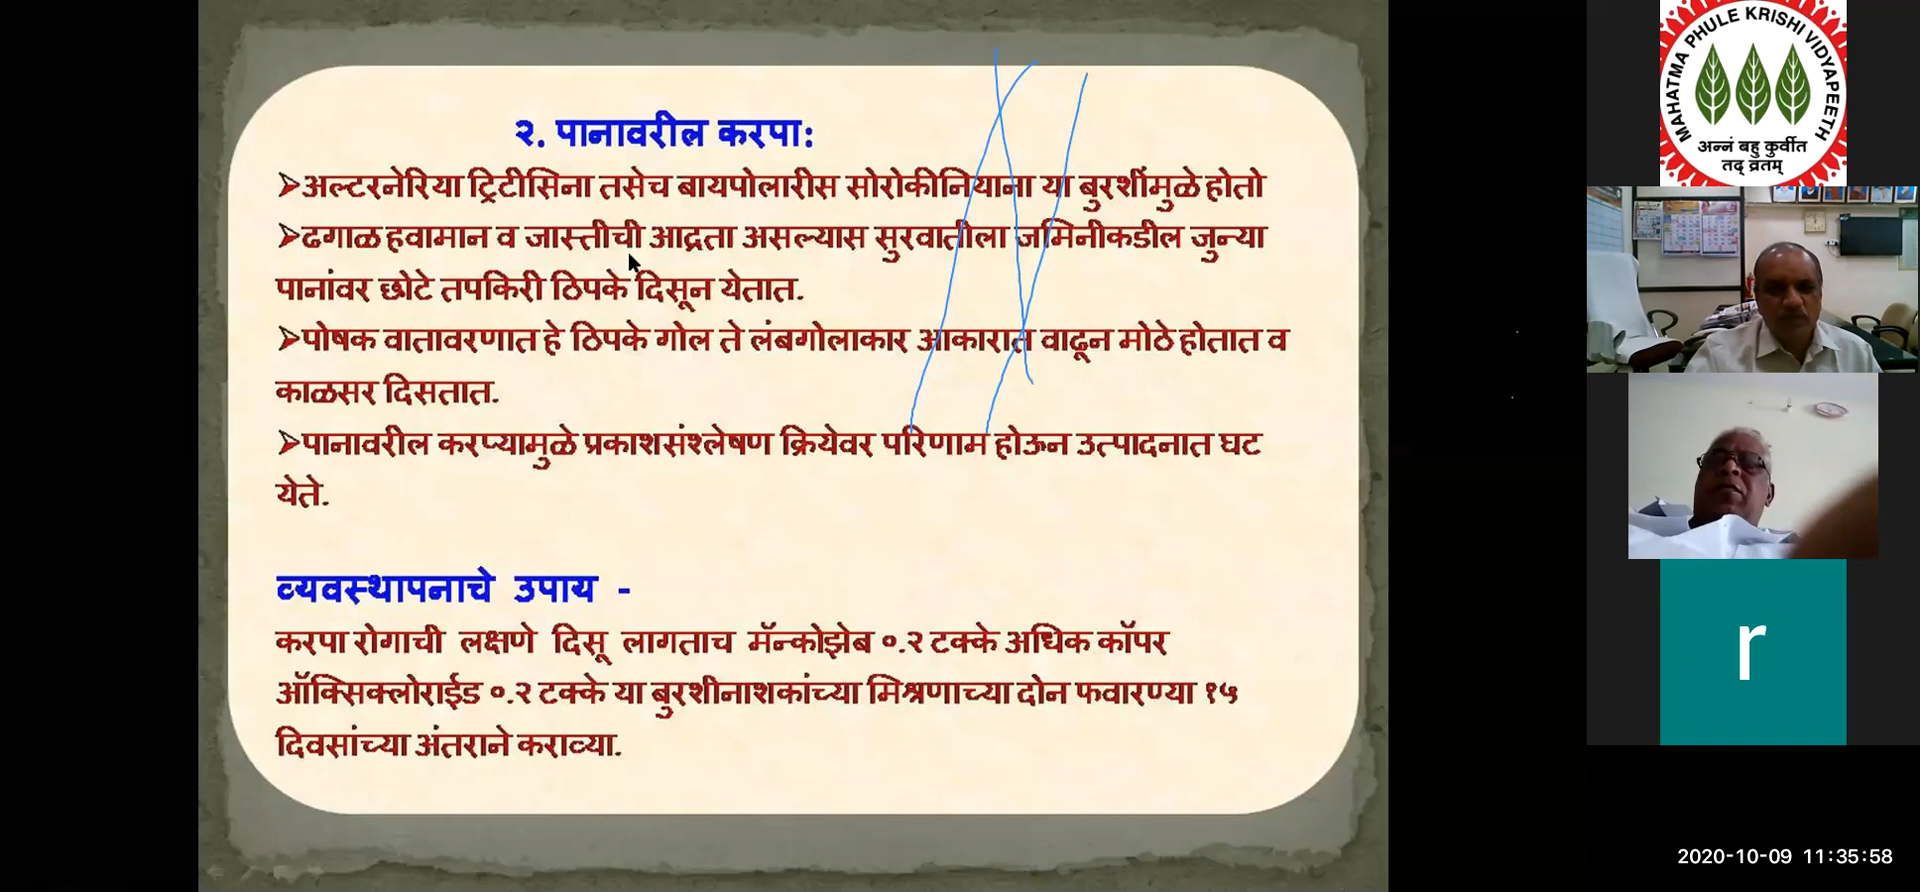 २. पानावरील करपा:
➢अल्टरनेरिया ट्रिटीसिना तसेच बायपोलारीस सोरोकीनियाना या बुरशींमुळे होतो
➢ढगाळ हवामान व जास्तीची आद्रता असल्यास सुरवातीला जमिनीकडील जुन्या
पानांवर छोटे तपकिरी ठिपके दिसून येतात.
➢पोषक वातावरणात हे ठिपके गोल ते लंबगोलाकार आकारात वाढून मोठे होतात व
काळसर दिसतात.
➢पानावरील करप्यामुळे प्रकाशसंश्लेषण क्रियेवर परिणाम होऊन उत्पादनात घट
येते.
व्यवस्थापनाचे उपाय -
करपा रोगाची लक्षणे दिसू लागताच मॅन्कोझेब ०.२ टक्के अधिक कॉपर
ऑक्सिक्लोराईड ०.२ टक्के या बुरशीनाशकांच्या मिश्रणाच्या दोन फवारण्या १५
दिवसांच्या अंतराने कराव्या.
MAHATMA PHULE KRISHI VIDYAPEETH
अन्नं बहु कुर्वीत
तद् व्रतम्
r
2020-10-09 11:35:58